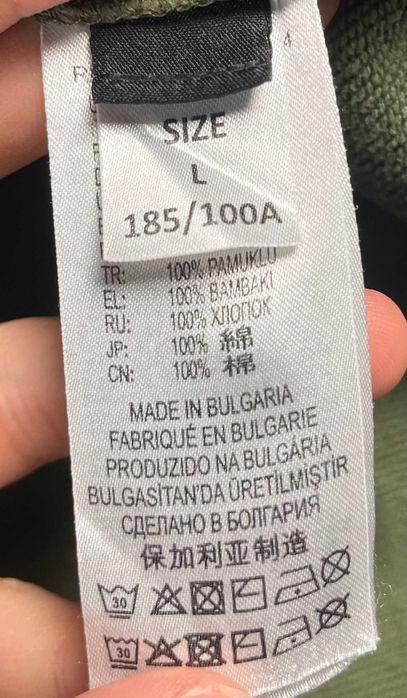 SIZE
L
185/100A
TR: 100% PAMUKLU
EL: 100% BAMBAKI
RU: 100% ХЛОПОК
JP: 100% 綿
CN: 100% 棉
MADE IN BULGARIA
FABRIQUÉ EN BULGARIE
PRODUZIDO NA BULGÁRIA
BULGASİTAN'DA ÜRETİLMİŞTİR
СДЕЛАНО В БОЛГАРИЯ
保加利亚制造
30
30